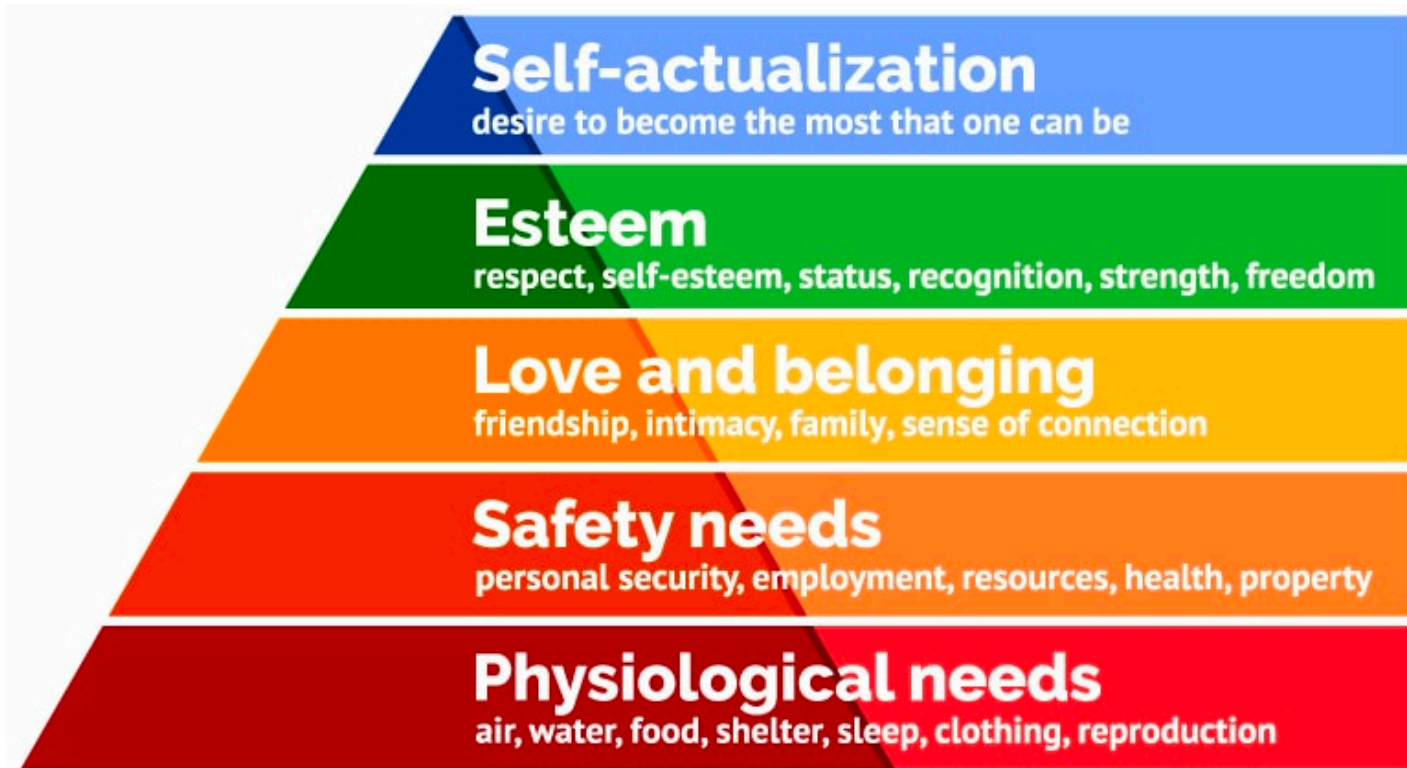 Self-actualization
desire to become the most that one can be
Esteem
respect, self-esteem, status, recognition, strength, freedom
Love and belonging
friendship, intimacy, family, sense of connection
Safety needs
personal security, employment, resources, health, property
Physiological needs
air, water, food, shelter, sleep, clothing, reproduction